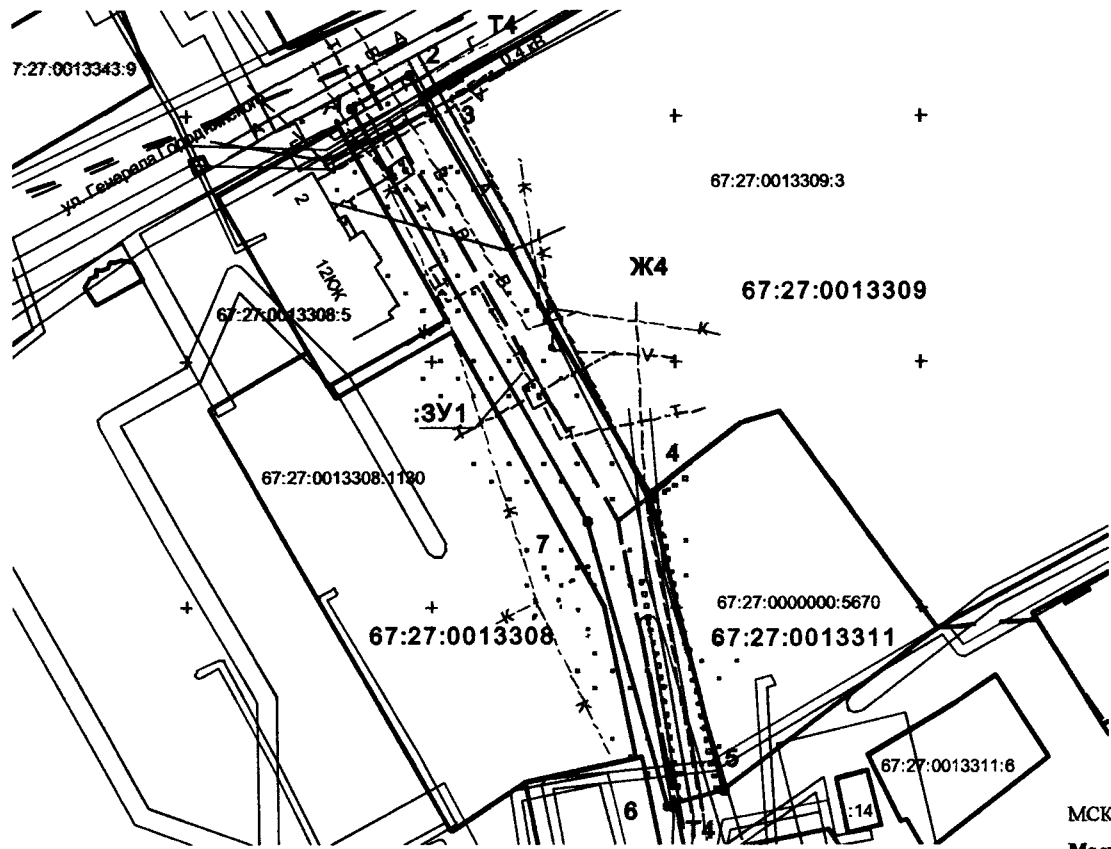 Т4
2
А
В
Г
0.4 кВ
7:27:0013343:9
3
ул. Генерала Городнянского
А
К
В
А
К
67:27:0013309:3
2
Т
В
К
12КЖ
В
Ж4
67:27:0013309
67:27:0013308:5
К
К
V
:ЗУ1
Т
Т
4
67:27:0013308:1130
К
7
67:27:0000000:5670
К
67:27:0013308
67:27:0013311
К
5
67:27:0013311:6
6
Т4
:14
МСК